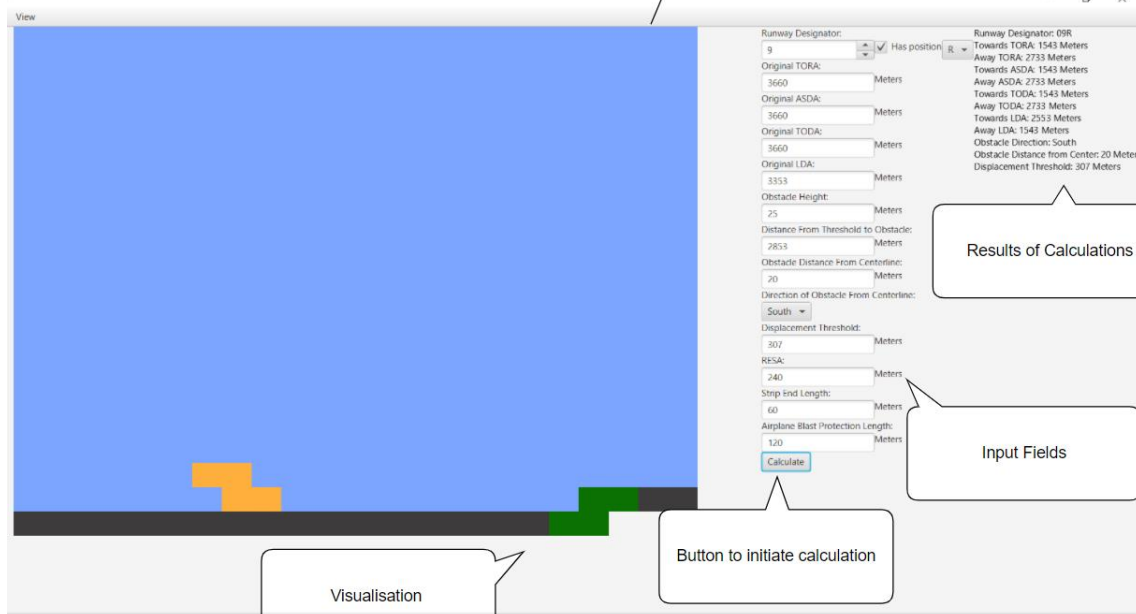 View
Runway Designator:
9
Has position
R
Original TORA:
3660
Meters
Original ASDA:
3660
Meters
Original TODA:
3660
Meters
Original LDA:
3353
Meters
Obstacle Height:
25
Meters
Distance From Threshold to Obstacle:
2853
Meters
Obstacle Distance From Centerline:
20
Meters
Direction of Obstacle From Centerline:
South
Displacement Threshold:
307
Meters
RESA:
240
Meters
Strip End Length:
60
Meters
Airplane Blast Protection Length:
120
Meters
Calculate
Runway Designator: 09R
Towards TORA: 1543 Meters
Away TORA: 2733 Meters
Towards ASDA: 1543 Meters
Away ASDA: 2733 Meters
Towards TODA: 1543 Meters
Away TODA: 2733 Meters
Towards LDA: 2553 Meters
Away LDA: 1543 Meters
Obstacle Direction: South
Obstacle Distance from Center: 20 Meter
Displacement Threshold: 307 Meters
Results of Calculations
Input Fields
Button to initiate calculation
Visualisation